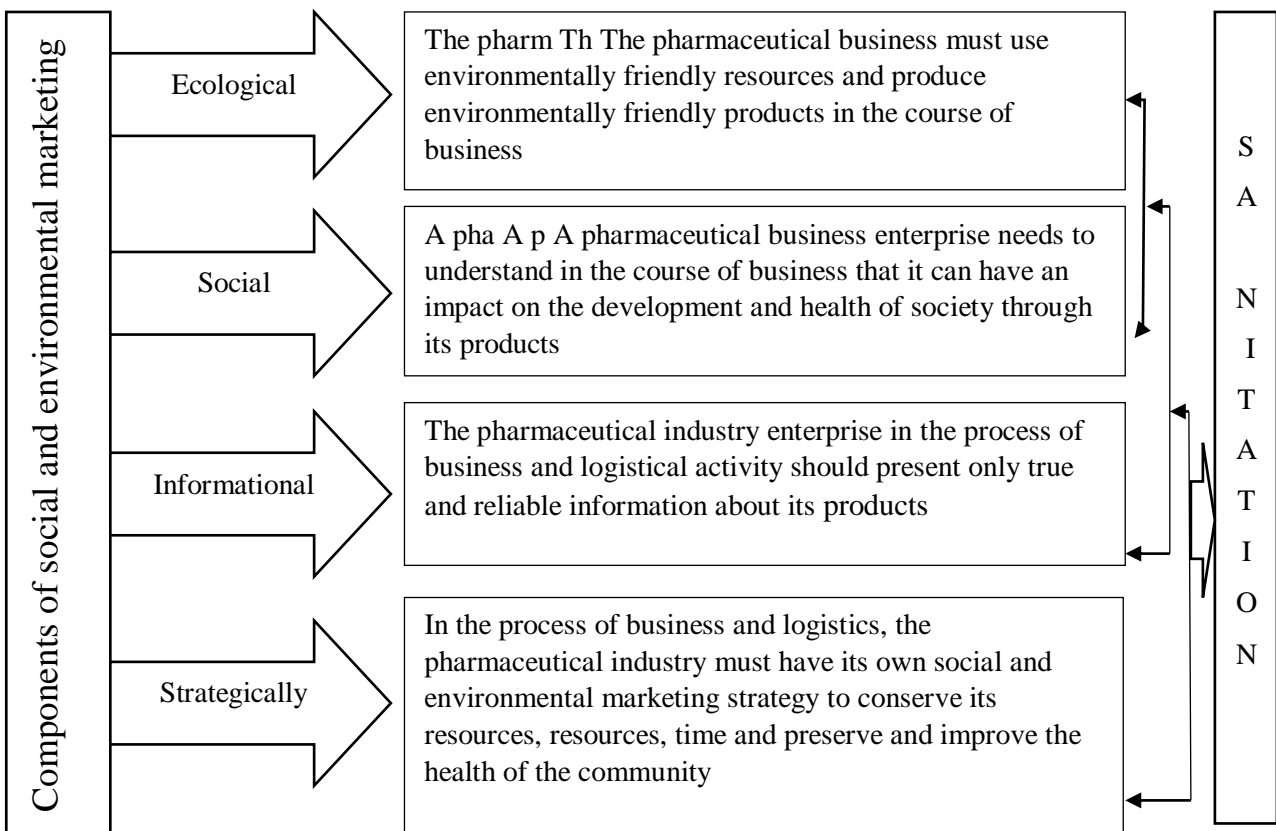 Components of social and environmental marketing
Ecological
The pharm Th The pharmaceutical business must use
environmentally friendly resources and produce
environmentally friendly products in the course of
business
Social
A pha A p A pharmaceutical business enterprise needs to
understand in the course of business that it can have an
impact on the development and health of society through
its products
Informational
The pharmaceutical industry enterprise in the process of
business and logistical activity should present only true
and reliable information about its products
Strategically
In the process of business and logistics, the
pharmaceutical industry must have its own social and
environmental marketing strategy to conserve its
resources, resources, time and preserve and improve the
health of the community
SA NITATION